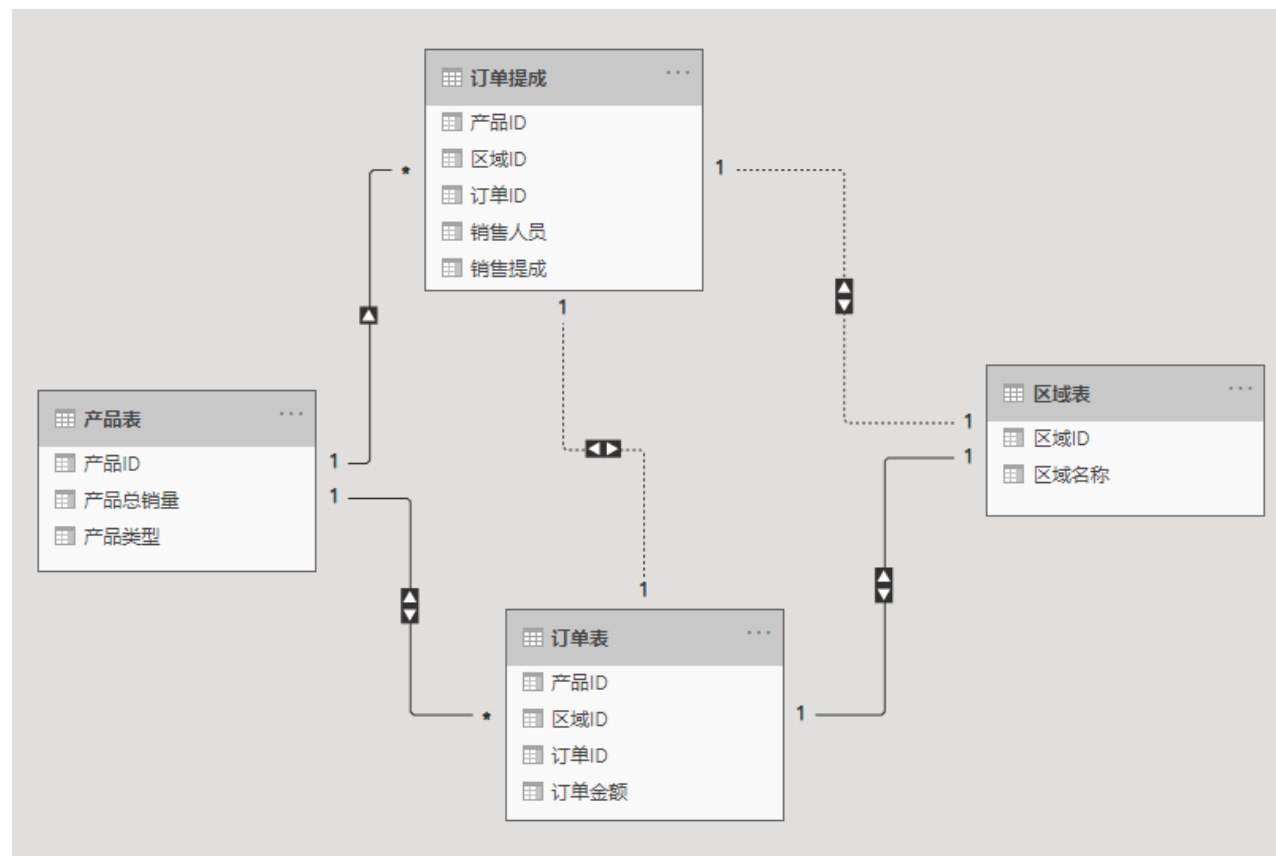 订单提成
产品ID
区域ID
订单ID
销售人员
销售提成
*
1
1
产品表
产品ID
产品总销量
产品类型
1
1
区域表
区域ID
区域名称
1
1
1
订单表
产品ID
区域ID
订单ID
订单金额
*
1